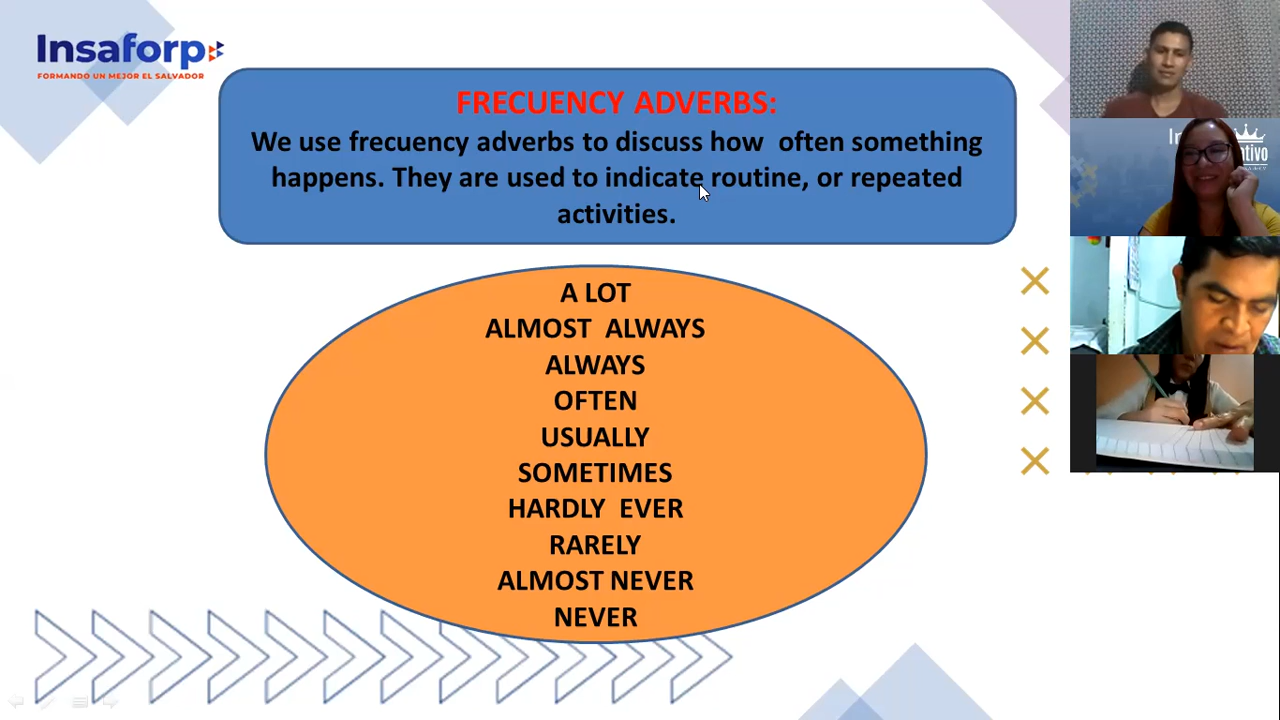 Insaforp
FORMANDO UN MEJOR EL SALVADOR
FRECUENCY ADVERBS:
We use frecuency adverbs to discuss how often something
happens. They are used to indicate routine, or repeated
activities.
A LOT
ALMOST ALWAYS
ALWAYS
OFTEN
USUALLY
SOMETIMES
HARDLY EVER
RARELY
ALMOST NEVER
NEVER